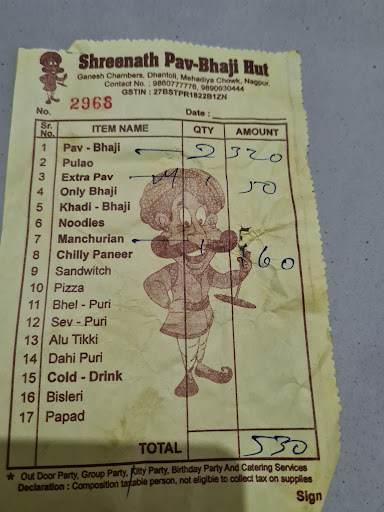 Shreenath Pav-Bhaji Hut
Ganesh Chambers, Dhantoli, Mehadiya Chowk, Nagpur.
Contact No.: 9860777778, 9890930444
GSTIN : 27BSTPR1822B1ZN
No. 2968 Date :
Sr. No. ITEM NAME QTY AMOUNT
1 Pav - Bhaji 2 320
2 Pulao
3 Extra Pav 50
4 Only Bhaji
5 Khadi - Bhaji
6 Noodies
7 Manchurian 1 160
8 Chilly Paneer
9 Sandwitch
10 Pizza
11 Bhel - Puri
12 Sev - Puri
13 Alu Tikki
14 Dahi Puri
15 Cold - Drink
16 Bisleri
17 Papad
TOTAL 530
* Out Door Party, Group Party, Kitty Party, Birthday Party And Catering Services
Declaration : Composition taxable person, not eligible to collect tax on supplies
Sign